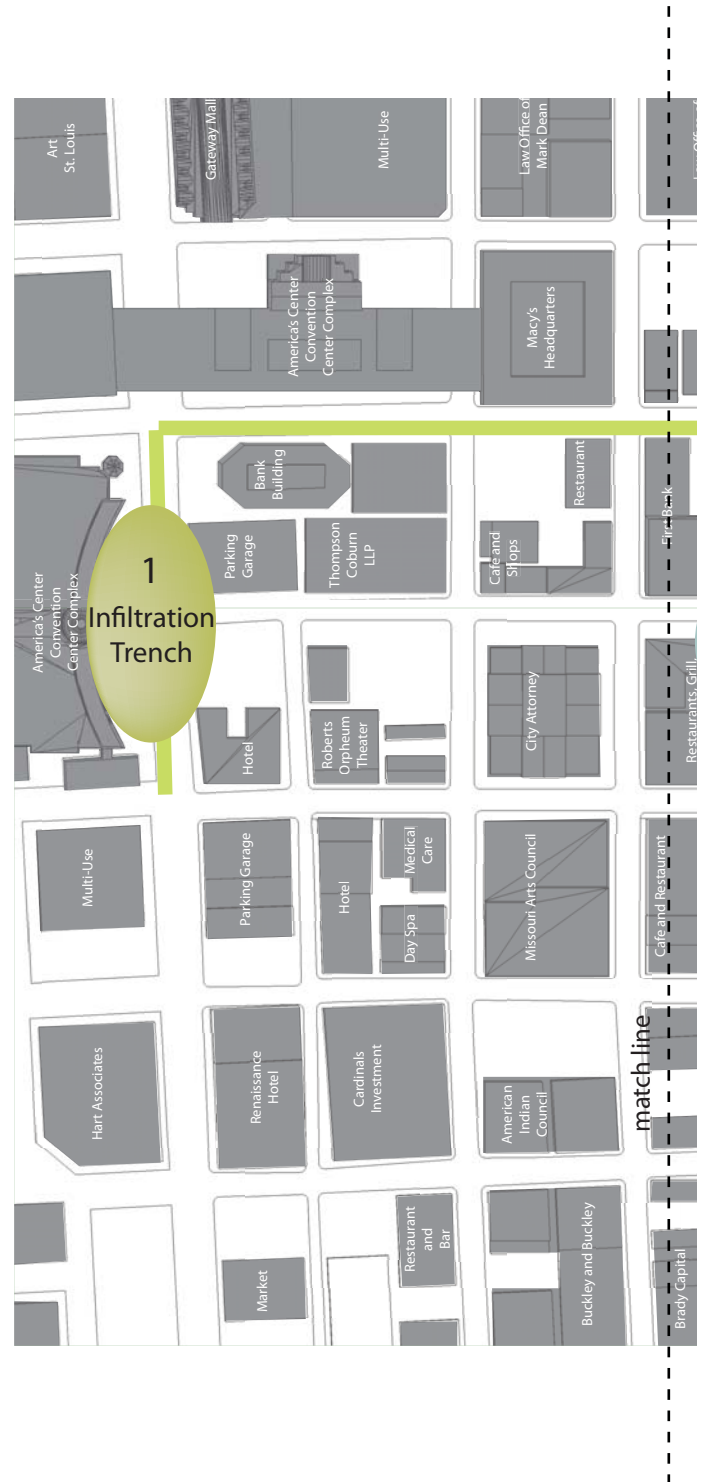 Art
St. Louis
Gateway Mall
Multi-Use
Law Office of
Mark Dean
America's Center
Convention
Center Complex
Macy's
Headquarters
America's Center
Convention
Center Complex
1
Infiltration
Trench
Bank
Building
Parking
Garage
Thompson
Coburn
LLP
Restaurant
Cafe and
Shops
First Bank
Hotel
Roberts
Orpheum
Theater
City Attorney
Restaurants, Grill,
Multi-Use
Parking Garage
Hotel
Medical
Care
Day Spa
Missouri Arts Council
Cafe and Restaurant
Hart Associates
Renaissance
Hotel
Cardinals
Investment
American
Indian
Council
match line
Market
Restaurant
and
Bar
Buckley and Buckley
Brady Capital